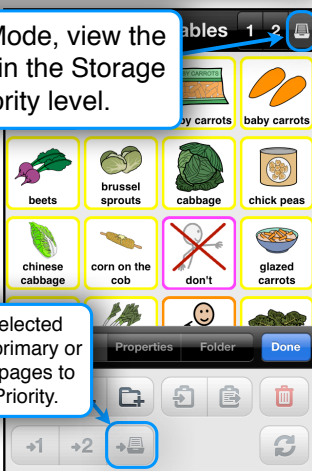 Mode, view the
in the Storage
ority level.
ables 1 2
y carrots
baby carrots
beets
brussel
sprouts
cabbage
chick peas
chinese
cabbage
corn on the
cob
don't
glazed
carrots
elected
primary or
pages to
Priority.
Properties
Folder
Done
→1
→2